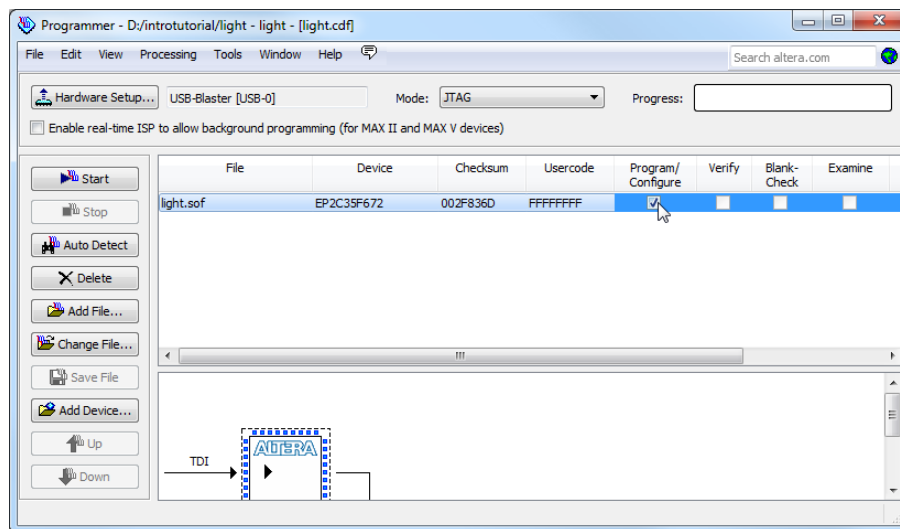 Programmer - D:/introtutorial/light - light - [light.cdf]
File Edit View Processing Tools Window Help
Search altera.com
Hardware Setup... USB-Blaster [USB-0] Mode: JTAG Progress:
Enable real-time ISP to allow background programming (for MAX II and MAX V devices)
File Device Checksum Usercode Program/ Configure Verify Blank- Check Examine
light.sof EP2C35F672 002F836D FFFFFFFF
Start
Stop
Auto Detect
Delete
Add File...
Change File...
Save File
Add Device...
Up
Down
ALTERA
TDI